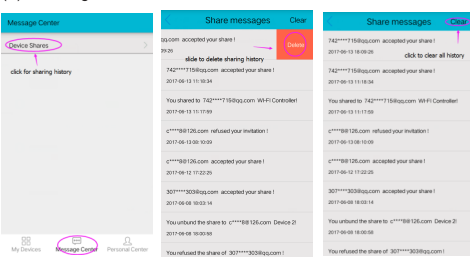 Message Center
Device Shares
click for sharing history
My Devices
Message Center
Personal Center
Share messages
Clear
qq.com accepted your share !
09:26
Delete
slide to delete sharing history
742****715@qq.com accepted your share !
2017-06-13 11:18:34
You shared to 742****715@qq.com WI-FI Controller!
2017-06-13 11:17:59
c****8@126.com refused your invitation !
2017-06-13 08:10:09
c****8@126.com accepted your share !
2017-06-12 17:22:25
307****303@qq.com accepted your share !
2017-06-08 18:03:14
You unbund the share to c****8@126.com Device 2!
2017-06-08 18:00:58
You refused the share of 307****303@qq.com !
Share messages
Clear
742****715@qq.com accepted your share !
2017-06-13 18:09:26
click to clear all history
742****715@qq.com accepted your share !
2017-06-13 11:18:34
You shared to 742****715@qq.com WI-FI Controller!
2017-06-13 11:17:59
c****8@126.com refused your invitation !
2017-06-13 08:10:09
c****8@126.com accepted your share !
2017-06-12 17:22:25
307****303@qq.com accepted your share !
2017-06-08 18:03:14
You unbund the share to c****8@126.com Device 2!
2017-06-08 18:00:58
You refused the share of 307****303@qq.com !